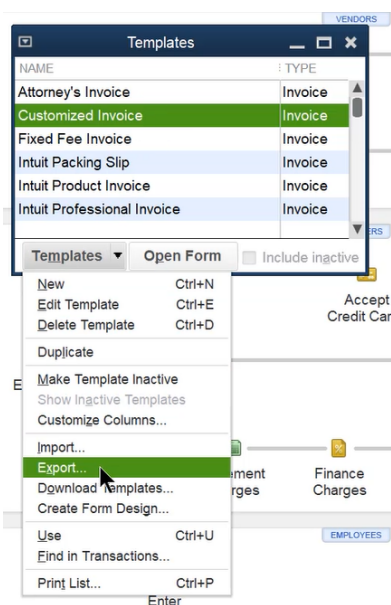 VENDORS
Templates
NAME TYPE
Attorney's Invoice Invoice
Customized Invoice Invoice
Fixed Fee Invoice Invoice
Intuit Packing Slip Invoice
Intuit Product Invoice Invoice
Intuit Professional Invoice Invoice
ERS
Templates Open Form Include inactive
New Ctrl+N
Edit Template Ctrl+E
Delete Template Ctrl+D
Accept
Credit Car
Duplicate
E
Make Template Inactive
Show Inactive Templates
Customize Columns...
Import...
Export...
Download Templates...
Create Form Design...
ment
rges
Finance
Charges
Use Ctrl+U
Find in Transactions...
EMPLOYEES
Print List... Ctrl+P
Enter